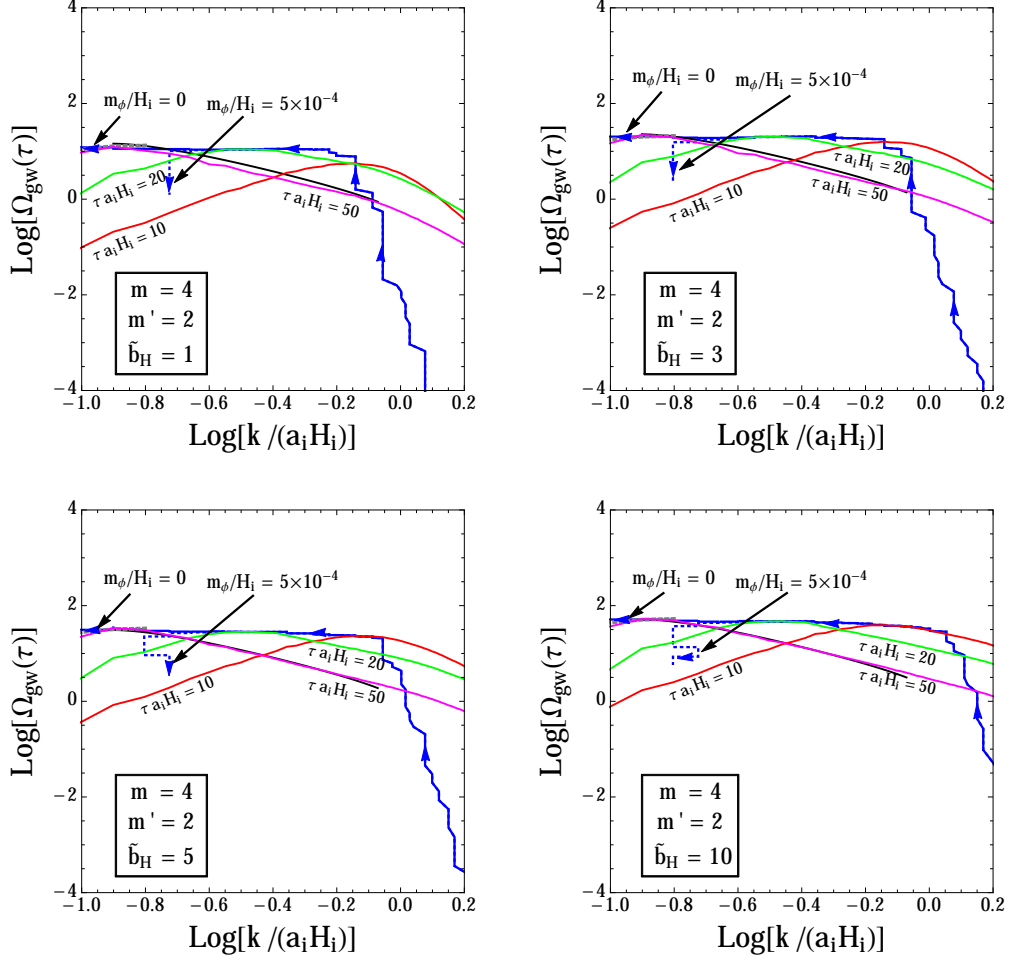 4
2
0
−2
−4
Log[Ω_gw(τ)]
m_ϕ/H_i = 0
m_ϕ/H_i = 5×10^−4
τ a_i H_i = 20
τ a_i H_i = 10
τ a_i H_i = 50
m = 4
m ' = 2
b̃_H = 1
−1.0 −0.8 −0.6 −0.4 −0.2 0.0 0.2
Log[k /(a_i H_i)]
4
2
0
−2
−4
Log[Ω_gw(τ)]
m_ϕ/H_i = 0
m_ϕ/H_i = 5×10^−4
τ a_i H_i = 20
τ a_i H_i = 50
τ a_i H_i = 10
m = 4
m ' = 2
b̃_H = 3
−1.0 −0.8 −0.6 −0.4 −0.2 0.0 0.2
Log[k /(a_i H_i)]
4
2
0
−2
−4
Log[Ω_gw(τ)]
m_ϕ/H_i = 0
m_ϕ/H_i = 5×10^−4
τ a_i H_i = 20
τ a_i H_i = 10
τ a_i H_i = 50
m = 4
m ' = 2
b̃_H = 5
−1.0 −0.8 −0.6 −0.4 −0.2 0.0 0.2
Log[k /(a_i H_i)]
4
2
0
−2
−4
Log[Ω_gw(τ)]
m_ϕ/H_i = 0
m_ϕ/H_i = 5×10^−4
τ a_i H_i = 20
τ a_i H_i = 10
τ a_i H_i = 50
m = 4
m ' = 2
b̃_H = 10
−1.0 −0.8 −0.6 −0.4 −0.2 0.0 0.2
Log[k /(a_i H_i)]